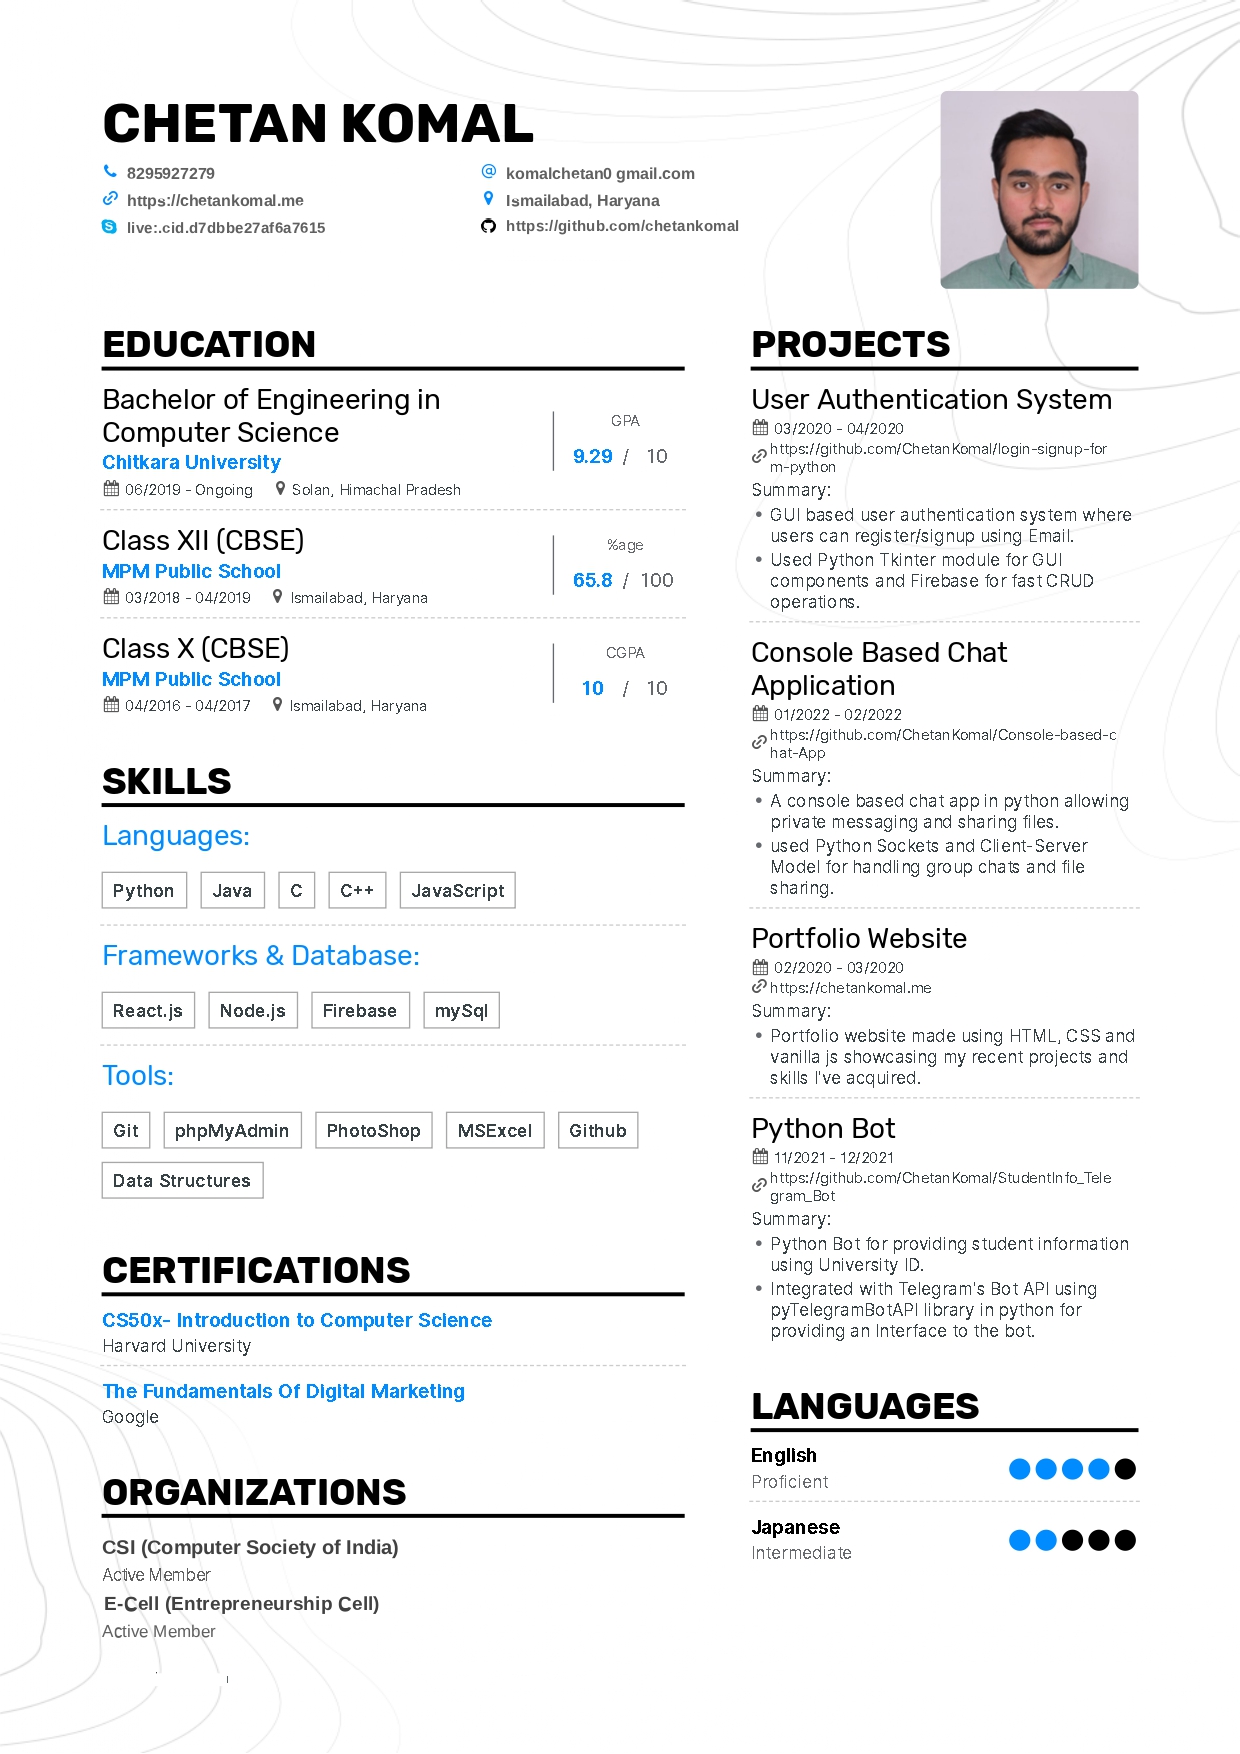 CHETAN KOMAL
8295927279
komalchetan0 gmail.com
https://chetankomal.me
Ismailabad, Haryana
live:.cid.d7dbbe27af6a7615
https://github.com/chetankomal
EDUCATION
Bachelor of Engineering in
Computer Science
Chitkara University
06/2019 - Ongoing Solan, Himachal Pradesh
GPA
9.29 / 10
Class XII (CBSE)
MPM Public School
03/2018 - 04/2019 Ismailabad, Haryana
%age
65.8 / 100
Class X (CBSE)
MPM Public School
04/2016 - 04/2017 Ismailabad, Haryana
CGPA
10 / 10
SKILLS
Languages:
Python Java C C++ JavaScript
Frameworks & Database:
React.js Node.js Firebase mySql
Tools:
Git phpMyAdmin PhotoShop MSExcel Github
Data Structures
CERTIFICATIONS
CS50x- Introduction to Computer Science
Harvard University
The Fundamentals Of Digital Marketing
Google
ORGANIZATIONS
CSI (Computer Society of India)
Active Member
E-Cell (Entrepreneurship Cell)
Active Member
PROJECTS
User Authentication System
03/2020 - 04/2020
https://github.com/ChetanKomal/login-signup-for
m-python
Summary:
• GUI based user authentication system where
users can register/signup using Email.
• Used Python Tkinter module for GUI
components and Firebase for fast CRUD
operations.
Console Based Chat
Application
01/2022 - 02/2022
https://github.com/ChetanKomal/Console-based-c
hat-App
Summary:
• A console based chat app in python allowing
private messaging and sharing files.
• used Python Sockets and Client-Server
Model for handling group chats and file
sharing.
Portfolio Website
02/2020 - 03/2020
https://chetankomal.me
Summary:
• Portfolio website made using HTML, CSS and
vanilla js showcasing my recent projects and
skills I've acquired.
Python Bot
11/2021 - 12/2021
https://github.com/ChetanKomal/StudentInfo_Tele
gram_Bot
Summary:
• Python Bot for providing student information
using University ID.
• Integrated with Telegram's Bot API using
pyTelegramBotAPI library in python for
providing an Interface to the bot.
LANGUAGES
English
Proficient
Japanese
Intermediate